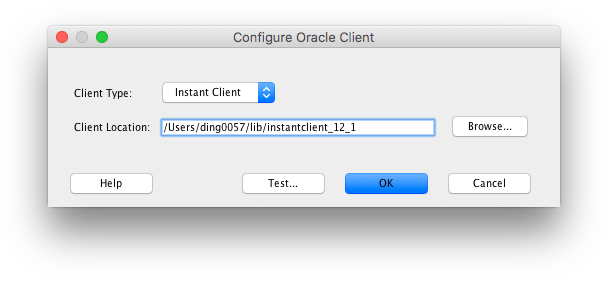 Configure Oracle Client
Client Type: Instant Client
Client Location: /Users/ding0057/lib/instantclient_12_1 Browse...
Help Test... OK Cancel